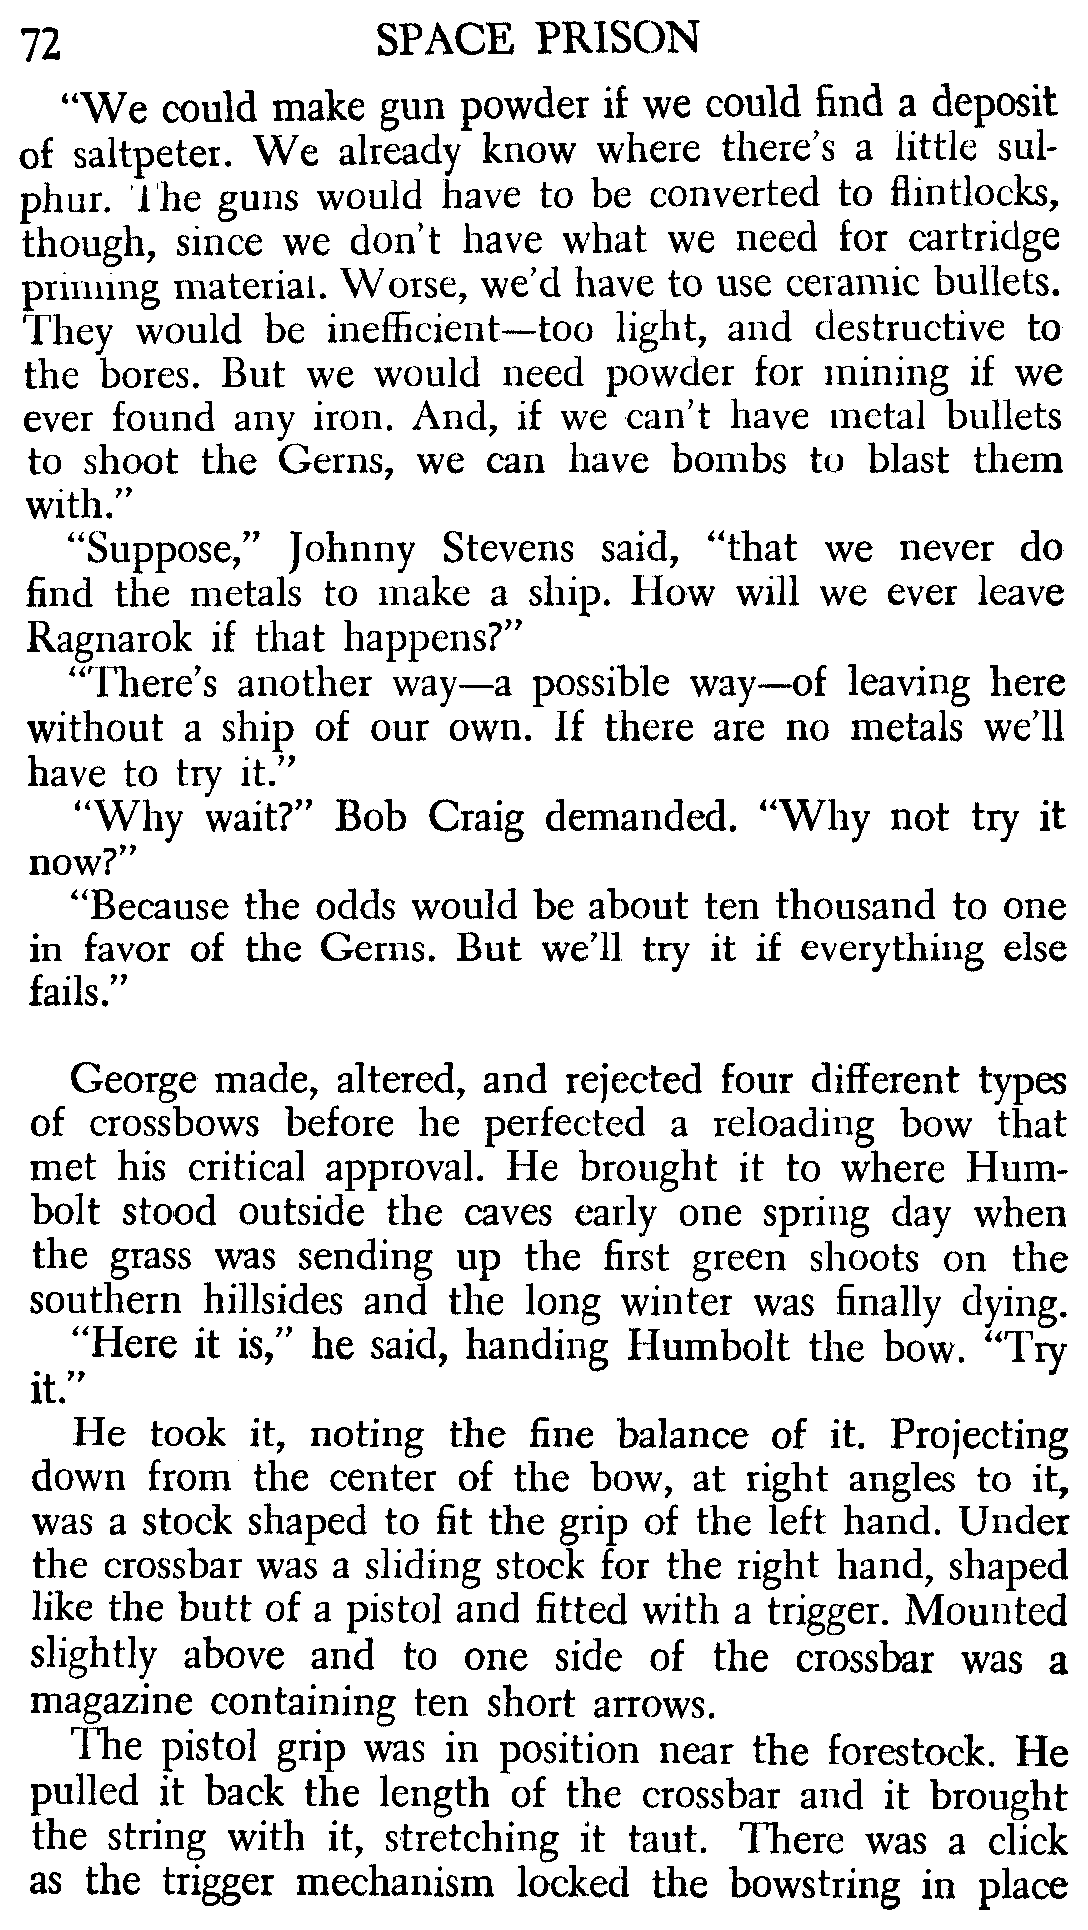 72 SPACE PRISON
“We could make gun powder if we could find a deposit
of saltpeter. We already know where there’s a little sul-
phur. The guns would have to be converted to flintlocks,
though, since we don’t have what we need for cartridge
priming material. Worse, we’d have to use ceramic bullets.
They would be inefficient—too light, and destructive to
the bores. But we would need powder for mining if we
ever found any iron. And, if we can’t have metal bullets
to shoot the Gerns, we can have bombs to blast them
with.”
“Suppose,” Johnny Stevens said, “that we never do
find the metals to make a ship. How will we ever leave
Ragnarok if that happens?”
“There’s another way—a possible way—of leaving here
without a ship of our own. If there are no metals we’ll
have to try it.”
“Why wait?” Bob Craig demanded. “Why not try it
now?”
“Because the odds would be about ten thousand to one
in favor of the Gerns. But we’ll try it if everything else
fails.”
George made, altered, and rejected four different types
of crossbows before he perfected a reloading bow that
met his critical approval. He brought it to where Hum-
bolt stood outside the caves early one spring day when
the grass was sending up the first green shoots on the
southern hillsides and the long winter was finally dying.
“Here it is,” he said, handing Humbolt the bow. “Try
it.”
He took it, noting the fine balance of it. Projecting
down from the center of the bow, at right angles to it,
was a stock shaped to fit the grip of the left hand. Under
the crossbar was a sliding stock for the right hand, shaped
like the butt of a pistol and fitted with a trigger. Mounted
slightly above and to one side of the crossbar was a
magazine containing ten short arrows.
The pistol grip was in position near the forestock. He
pulled it back the length of the crossbar and it brought
the string with it, stretching it taut. There was a click
as the trigger mechanism locked the bowstring in place